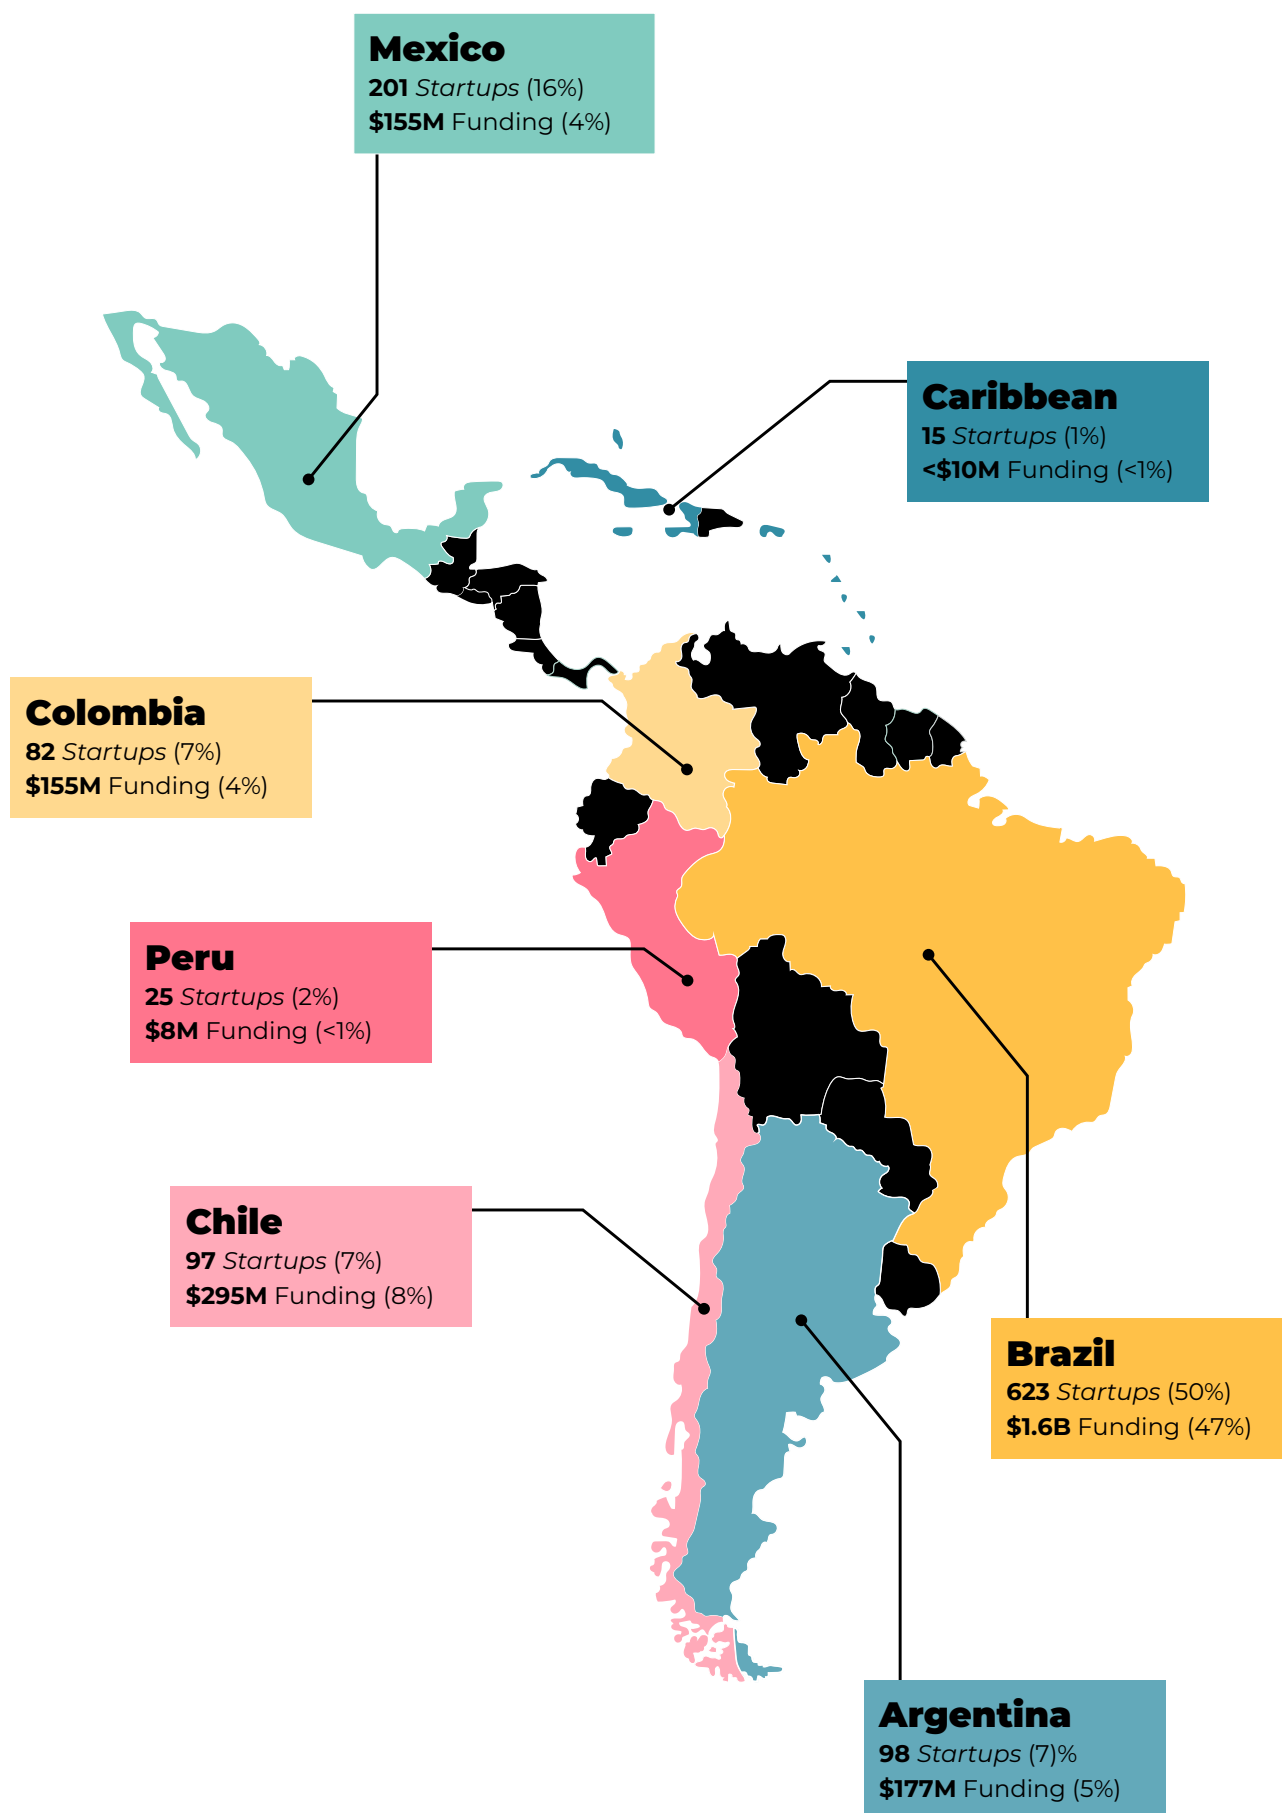 Mexico
201 Startups (16%)
$155M Funding (4%)
Caribbean
15 Startups (1%)
<$10M Funding (<1%)
Colombia
82 Startups (7%)
$155M Funding (4%)
Peru
25 Startups (2%)
$8M Funding (<1%)
Chile
97 Startups (7%)
$295M Funding (8%)
Brazil
623 Startups (50%)
$1.6B Funding (47%)
Argentina
98 Startups (7)%
$177M Funding (5%)